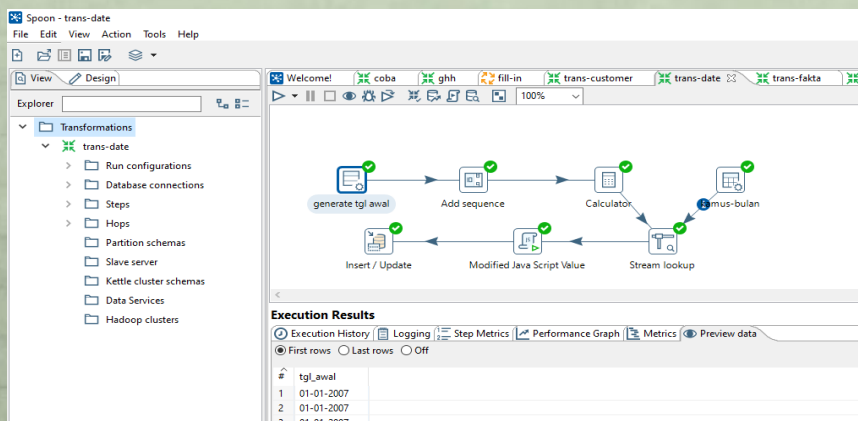 Spoon - trans-date
File Edit View Action Tools Help
View Design
Explorer
Transformations
trans-date
Run configurations
Database connections
Steps
Hops
Partition schemas
Slave server
Kettle cluster schemas
Data Services
Hadoop clusters
Welcome! coba ghh fill-in trans-customer trans-date trans-fakta
100%
generate tgl awal Add sequence Calculator mus-bulan
Insert / Update Modified Java Script Value Stream lookup
Execution Results
Execution History Logging Step Metrics Performance Graph Metrics Preview data
First rows Last rows Off
# tgl_awal
1 01-01-2007
2 01-01-2007